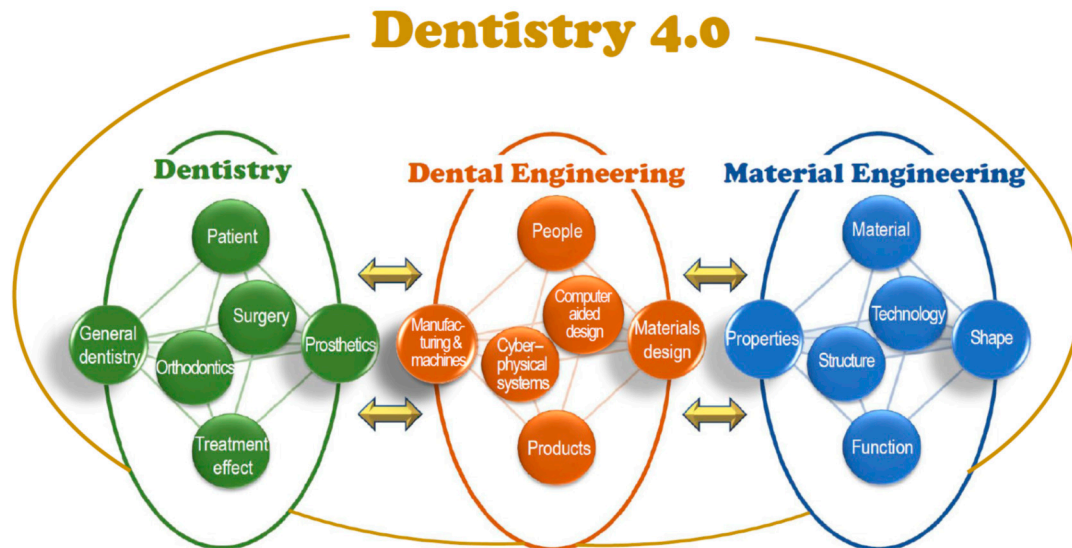 Dentistry 4.0
Dentistry
Patient
Surgery
General
dentistry
Prosthetics
Orthodontics
Treatment
effect
Dental Engineering
People
Computer
aided
design
Manufac-
turing &
machines
Materials
design
Cyber–
physical
systems
Products
Material Engineering
Material
Technology
Properties
Shape
Structure
Function